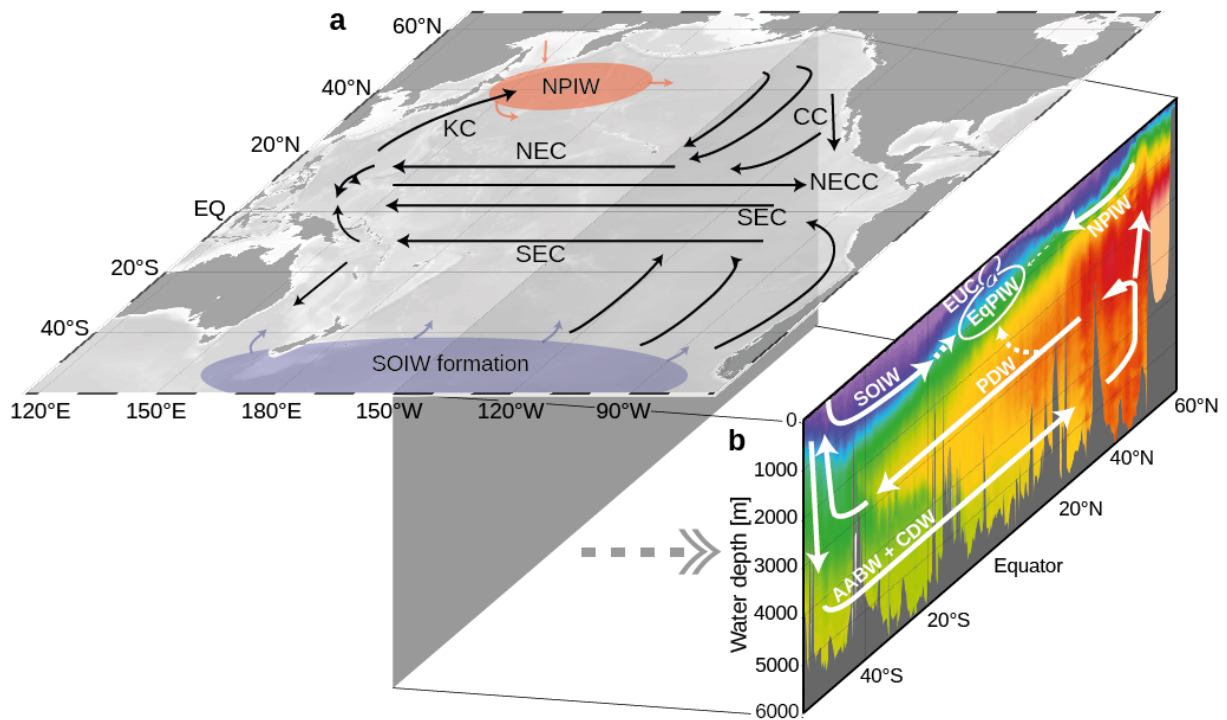 a
60°N
40°N
20°N
EQ
20°S
40°S
120°E
150°E
180°E
150°W
120°W
90°W
NPIW
KC
CC
NEC
NECC
SEC
SEC
SOIW formation
b
NPIW
EUC
EqPIW
SOIW
PDW
AABW + CDW
Water depth [m]
0
1000
2000
3000
4000
5000
6000
60°N
40°N
20°N
Equator
20°S
40°S